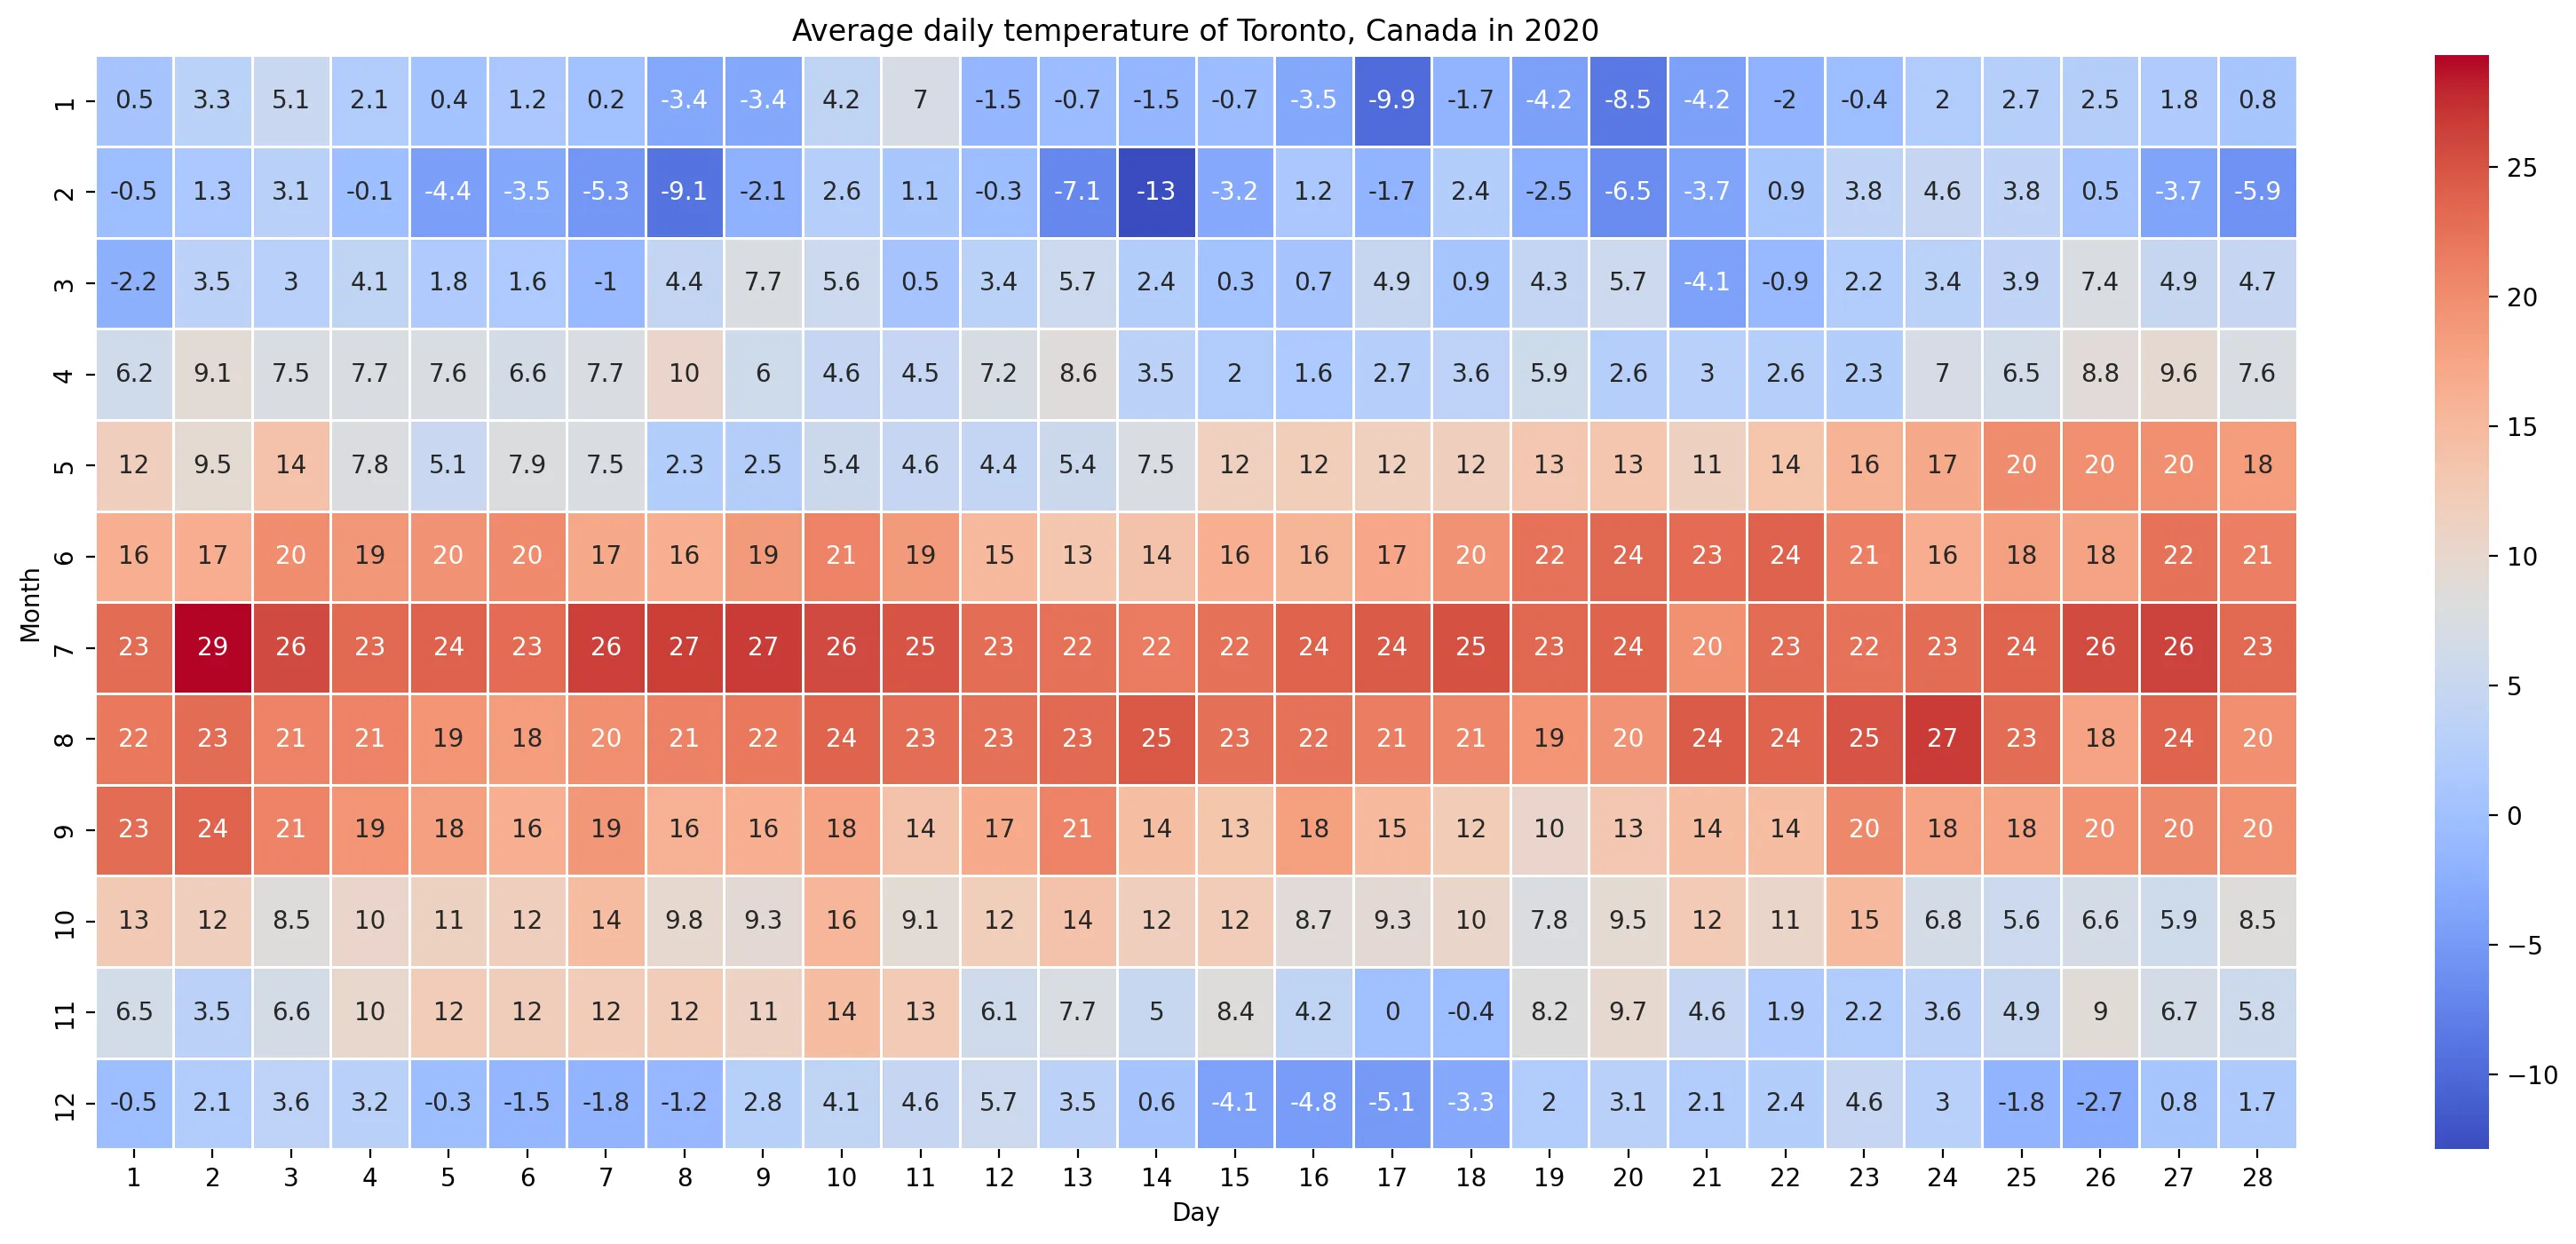 Average daily temperature of Toronto, Canada in 2020
1 0.5 3.3 5.1 2.1 0.4 1.2 0.2 -3.4 -3.4 4.2 7 -1.5 -0.7 -1.5 -0.7 -3.5 -9.9 -1.7 -4.2 -8.5 -4.2 -2 -0.4 2 2.7 2.5 1.8 0.8
2 -0.5 1.3 3.1 -0.1 -4.4 -3.5 -5.3 -9.1 -2.1 2.6 1.1 -0.3 -7.1 -13 -3.2 1.2 -1.7 2.4 -2.5 -6.5 -3.7 0.9 3.8 4.6 3.8 0.5 -3.7 -5.9
3 -2.2 3.5 3 4.1 1.8 1.6 -1 4.4 7.7 5.6 0.5 3.4 5.7 2.4 0.3 0.7 4.9 0.9 4.3 5.7 -4.1 -0.9 2.2 3.4 3.9 7.4 4.9 4.7
4 6.2 9.1 7.5 7.7 7.6 6.6 7.7 10 6 4.6 4.5 7.2 8.6 3.5 2 1.6 2.7 3.6 5.9 2.6 3 2.6 2.3 7 6.5 8.8 9.6 7.6
5 12 9.5 14 7.8 5.1 7.9 7.5 2.3 2.5 5.4 4.6 4.4 5.4 7.5 12 12 12 12 13 13 11 14 16 17 20 20 20 18
6 16 17 20 19 20 20 17 16 19 21 19 15 13 14 16 16 17 20 22 24 23 24 21 16 18 18 22 21
7 23 29 26 23 24 23 26 27 27 26 25 23 22 22 22 24 24 25 23 24 20 23 22 23 24 26 26 23
8 22 23 21 21 19 18 20 21 22 24 23 23 23 25 23 22 21 21 19 20 24 24 25 27 23 18 24 20
9 23 24 21 19 18 16 19 16 16 18 14 17 21 14 13 18 15 12 10 13 14 14 20 18 18 20 20 20
10 13 12 8.5 10 11 12 14 9.8 9.3 16 9.1 12 14 12 12 8.7 9.3 10 7.8 9.5 12 11 15 6.8 5.6 6.6 5.9 8.5
11 6.5 3.5 6.6 10 12 12 12 12 11 14 13 6.1 7.7 5 8.4 4.2 0 -0.4 8.2 9.7 4.6 1.9 2.2 3.6 4.9 9 6.7 5.8
12 -0.5 2.1 3.6 3.2 -0.3 -1.5 -1.8 -1.2 2.8 4.1 4.6 5.7 3.5 0.6 -4.1 -4.8 -5.1 -3.3 2 3.1 2.1 2.4 4.6 3 -1.8 -2.7 0.8 1.7
1 2 3 4 5 6 7 8 9 10 11 12 13 14 15 16 17 18 19 20 21 22 23 24 25 26 27 28
Day
Month
25
20
15
10
5
0
−5
−10